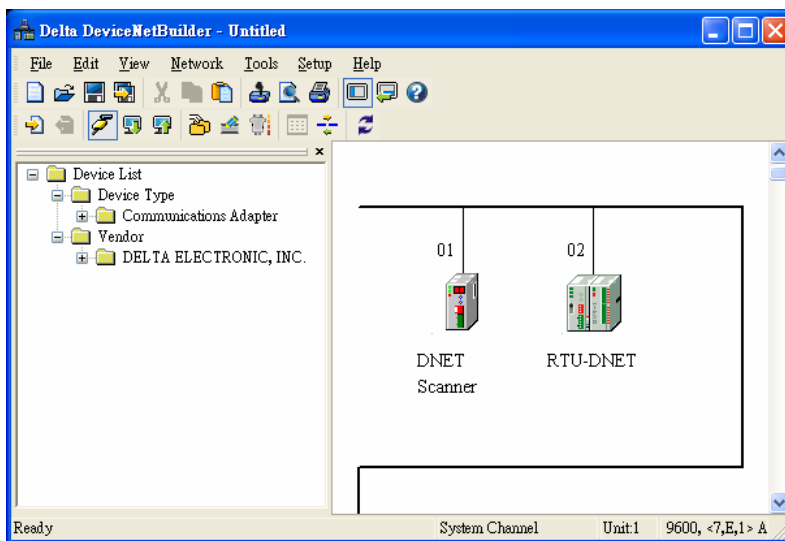 Delta DeviceNetBuilder - Untitled
File Edit View Network Tools Setup Help
Device List
Device Type
Communications Adapter
Vendor
DELTA ELECTRONIC, INC.
01 02
DNET Scanner
RTU-DNET
Ready System Channel Unit:1 9600, <7,E,1> A